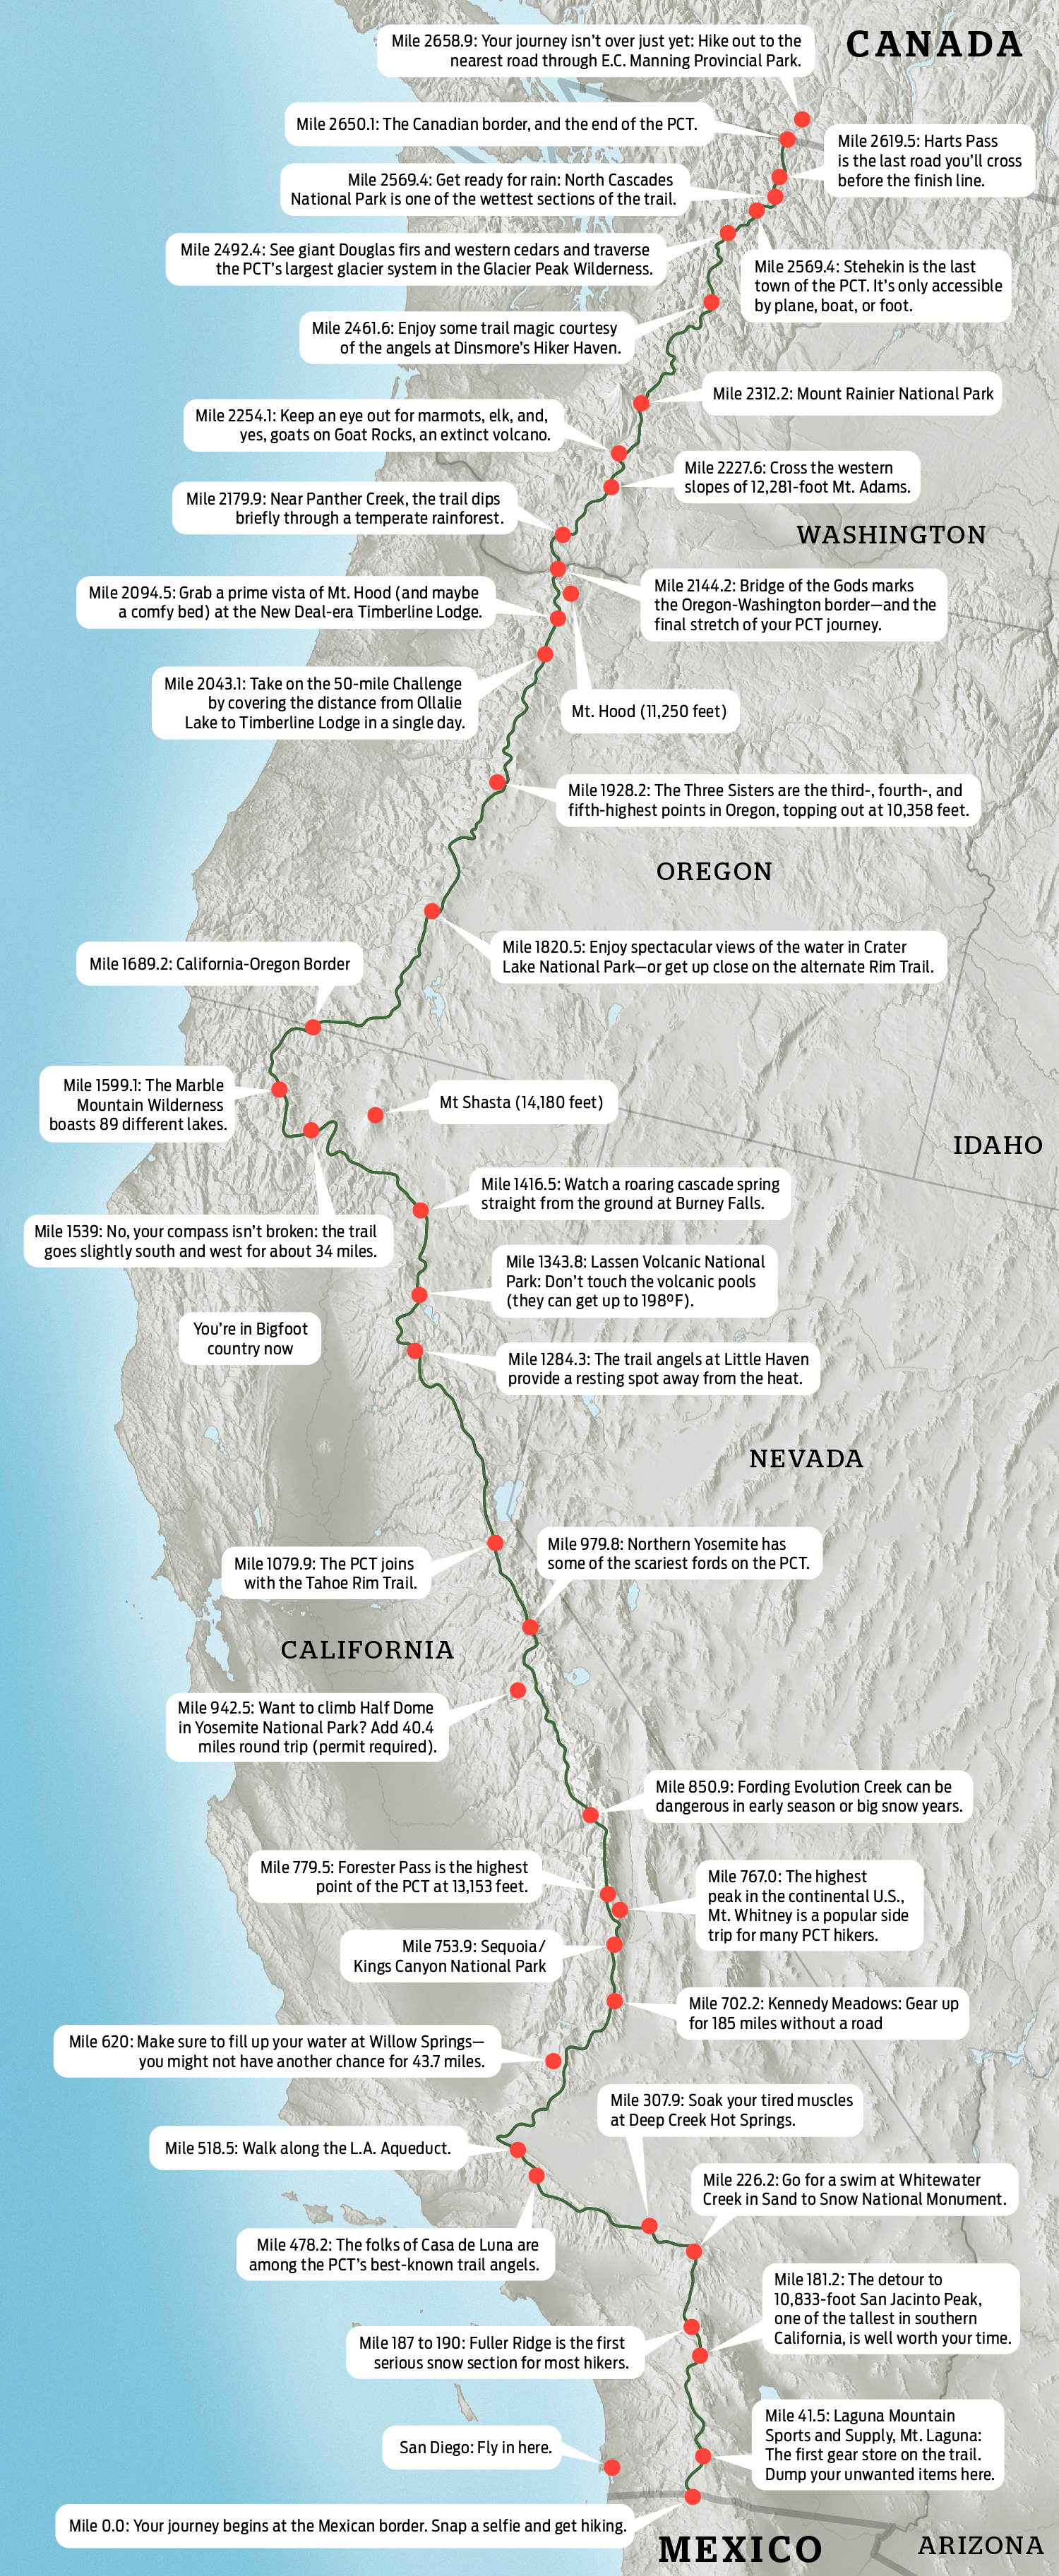 CANADA
Mile 2658.9: Your journey isn't over just yet: Hike out to the
nearest road through E.C. Manning Provincial Park.
Mile 2650.1: The Canadian border, and the end of the PCT.
Mile 2619.5: Harts Pass
is the last road you'll cross
before the finish line.
Mile 2569.4: Get ready for rain: North Cascades
National Park is one of the wettest sections of the trail.
Mile 2492.4: See giant Douglas firs and western cedars and traverse
the PCT's largest glacier system in the Glacier Peak Wilderness.
Mile 2569.4: Stehekin is the last
town of the PCT. It's only accessible
by plane, boat, or foot.
Mile 2461.6: Enjoy some trail magic courtesy
of the angels at Dinsmore's Hiker Haven.
Mile 2312.2: Mount Rainier National Park
Mile 2254.1: Keep an eye out for marmots, elk, and,
yes, goats on Goat Rocks, an extinct volcano.
Mile 2227.6: Cross the western
slopes of 12,281-foot Mt. Adams.
Mile 2179.9: Near Panther Creek, the trail dips
briefly through a temperate rainforest.
WASHINGTON
Mile 2094.5: Grab a prime vista of Mt. Hood (and maybe
a comfy bed) at the New Deal-era Timberline Lodge.
Mile 2144.2: Bridge of the Gods marks
the Oregon-Washington border—and the
final stretch of your PCT journey.
Mile 2043.1: Take on the 50-mile Challenge
by covering the distance from Ollalie
Lake to Timberline Lodge in a single day.
Mt. Hood (11,250 feet)
Mile 1928.2: The Three Sisters are the third-, fourth-, and
fifth-highest points in Oregon, topping out at 10,358 feet.
OREGON
Mile 1820.5: Enjoy spectacular views of the water in Crater
Lake National Park—or get up close on the alternate Rim Trail.
Mile 1689.2: California-Oregon Border
Mile 1599.1: The Marble
Mountain Wilderness
boasts 89 different lakes.
Mt Shasta (14,180 feet)
IDAHO
Mile 1416.5: Watch a roaring cascade spring
straight from the ground at Burney Falls.
Mile 1539: No, your compass isn't broken: the trail
goes slightly south and west for about 34 miles.
Mile 1343.8: Lassen Volcanic National
Park: Don't touch the volcanic pools
(they can get up to 198ºF).
You're in Bigfoot
country now
Mile 1284.3: The trail angels at Little Haven
provide a resting spot away from the heat.
NEVADA
Mile 1079.9: The PCT joins
with the Tahoe Rim Trail.
Mile 979.8: Northern Yosemite has
some of the scariest fords on the PCT.
CALIFORNIA
Mile 942.5: Want to climb Half Dome
in Yosemite National Park? Add 40.4
miles round trip (permit required).
Mile 850.9: Fording Evolution Creek can be
dangerous in early season or big snow years.
Mile 779.5: Forester Pass is the highest
point of the PCT at 13,153 feet.
Mile 767.0: The highest
peak in the continental U.S.,
Mt. Whitney is a popular side
trip for many PCT hikers.
Mile 753.9: Sequoia/
Kings Canyon National Park
Mile 702.2: Kennedy Meadows: Gear up
for 185 miles without a road
Mile 620: Make sure to fill up your water at Willow Springs—
you might not have another chance for 43.7 miles.
Mile 307.9: Soak your tired muscles
at Deep Creek Hot Springs.
Mile 518.5: Walk along the L.A. Aqueduct.
Mile 226.2: Go for a swim at Whitewater
Creek in Sand to Snow National Monument.
Mile 478.2: The folks of Casa de Luna are
among the PCT's best-known trail angels.
Mile 181.2: The detour to
10,833-foot San Jacinto Peak,
one of the tallest in southern
California, is well worth your time.
Mile 187 to 190: Fuller Ridge is the first
serious snow section for most hikers.
Mile 41.5: Laguna Mountain
Sports and Supply, Mt. Laguna:
The first gear store on the trail.
Dump your unwanted items here.
San Diego: Fly in here.
Mile 0.0: Your journey begins at the Mexican border. Snap a selfie and get hiking.
MEXICO
ARIZONA